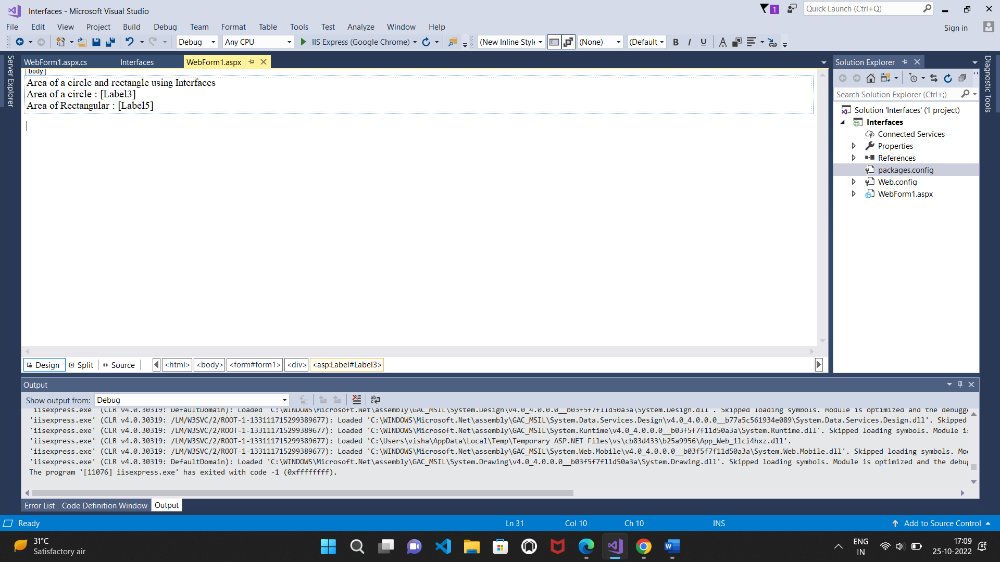 Interfaces - Microsoft Visual Studio
1
Quick Launch (Ctrl+Q)
File Edit View Project Build Debug Team Format Table Tools Test Analyze Window Help
Sign in
Debug Any CPU IIS Express (Google Chrome) (New Inline Style (None) (Default B I U A
Server Explorer
WebForm1.aspx.cs Interfaces WebForm1.aspx
body
Area of a circle and rectangle using Interfaces
Area of a circle : [Label3]
Area of Rectangular : [Label5]
Solution Explorer
Search Solution Explorer (Ctrl+;)
Solution 'Interfaces' (1 project)
Interfaces
Connected Services
Properties
References
packages.config
Web.config
WebForm1.aspx
Diagnostic Tools
Design Split Source <html> <body> <form#form1> <div> <asp:Label#Label3>
Output
Show output from: Debug
'iisexpress.exe' (CLR v4.0.30319: DefaultDomain): Loaded 'C:\WINDOWS\Microsoft.Net\assembly\GAC_MSIL\System.Design\v4.0_4.0.0.0__b03f5f7f11d50a3a\System.Design.dll'. Skipped loading symbols. Module is optimized and the debugge
'iisexpress.exe' (CLR v4.0.30319: /LM/W3SVC/2/ROOT-1-133111715299389677): Loaded 'C:\WINDOWS\Microsoft.Net\assembly\GAC_MSIL\System.Data.Services.Design\v4.0_4.0.0.0__b77a5c561934e089\System.Data.Services.Design.dll'. Skipped
'iisexpress.exe' (CLR v4.0.30319: /LM/W3SVC/2/ROOT-1-133111715299389677): Loaded 'C:\WINDOWS\Microsoft.Net\assembly\GAC_MSIL\System.Runtime\v4.0_4.0.0.0__b03f5f7f11d50a3a\System.Runtime.dll'. Skipped loading symbols. Module is
'iisexpress.exe' (CLR v4.0.30319: /LM/W3SVC/2/ROOT-1-133111715299389677): Loaded 'C:\Users\visha\AppData\Local\Temp\Temporary ASP.NET Files\vs\cb83d433\b25a9956\App_Web_1lci4hxz.dll'.
'iisexpress.exe' (CLR v4.0.30319: /LM/W3SVC/2/ROOT-1-133111715299389677): Loaded 'C:\WINDOWS\Microsoft.Net\assembly\GAC_MSIL\System.Web.Mobile\v4.0_4.0.0.0__b03f5f7f11d50a3a\System.Web.Mobile.dll'. Skipped loading symbols. Mod
'iisexpress.exe' (CLR v4.0.30319: DefaultDomain): Loaded 'C:\WINDOWS\Microsoft.Net\assembly\GAC_MSIL\System.Drawing\v4.0_4.0.0.0__b03f5f7f11d50a3a\System.Drawing.dll'. Skipped loading symbols. Module is optimized and the debug
The program '[11076] iisexpress.exe' has exited with code -1 (0xffffffff).
Error List Code Definition Window Output
Ready Ln 31 Col 10 Ch 10 INS Add to Source Control
31°C
Satisfactory air
ENG
IN
17:09
25-10-2022